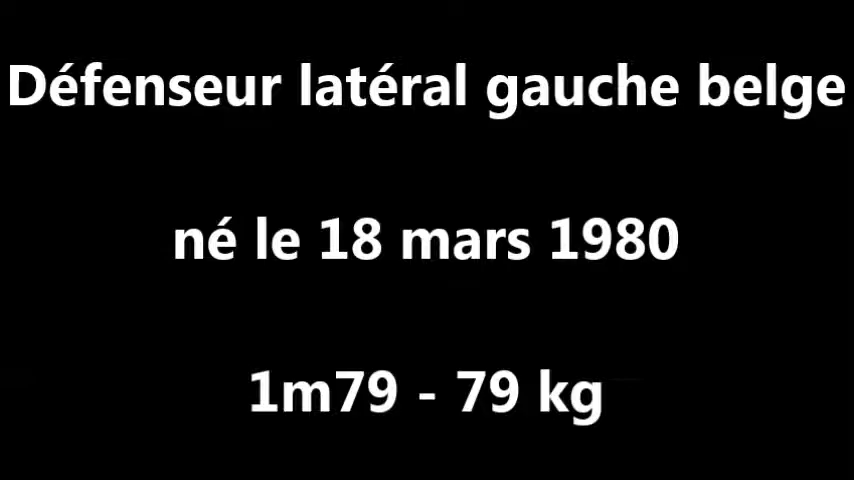 Défenseur latéral gauche belge
né le 18 mars 1980
1m79 - 79 kg